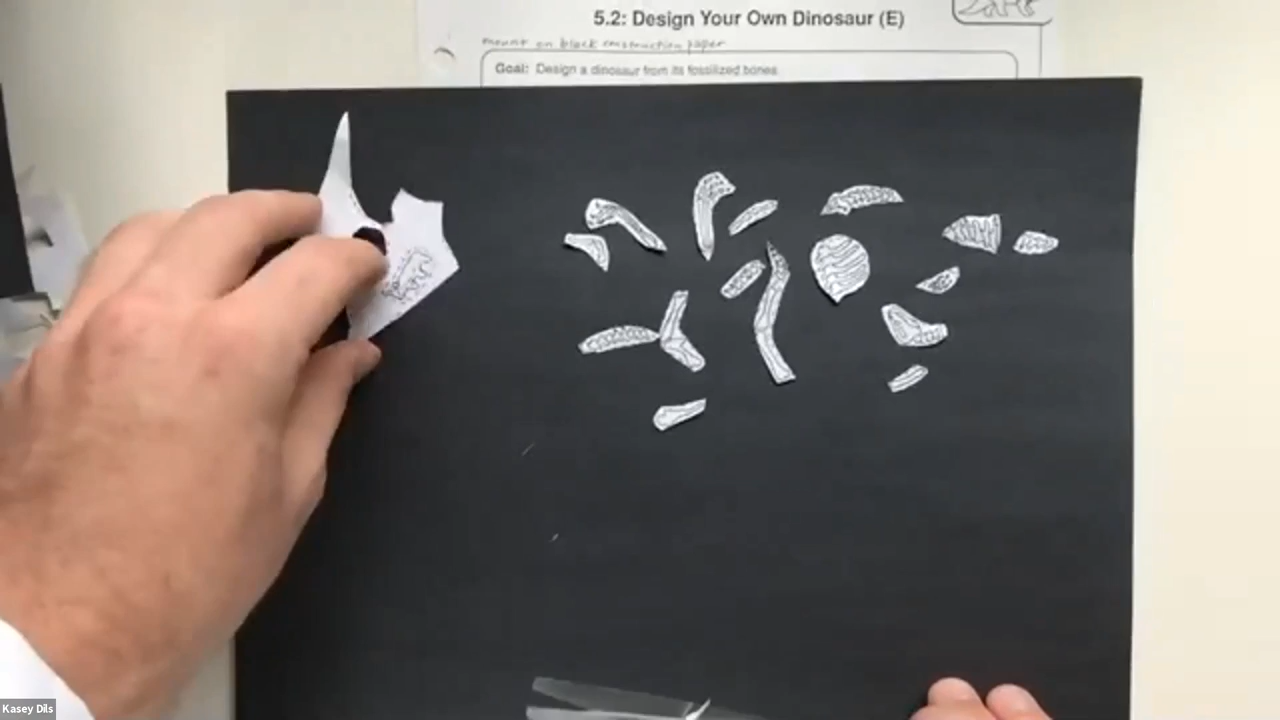 5.2: Design Your Own Dinosaur (E)
mount on black construction paper
Goal: Design a dinosaur from its fossilized bones.
Kasey Dils